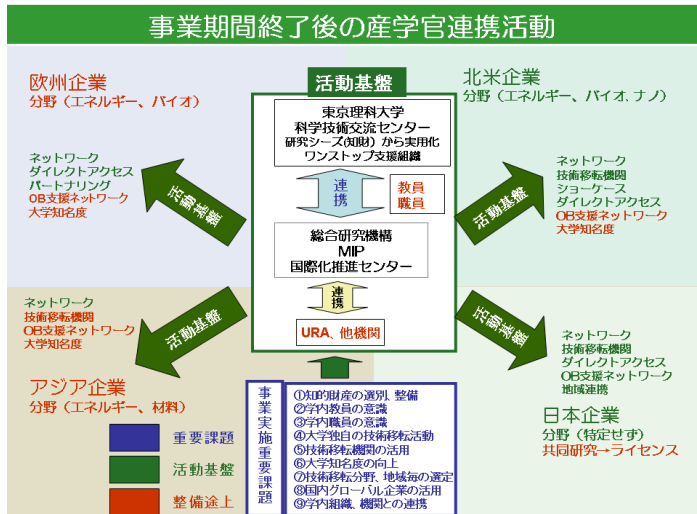 事業期間終了後の産学官連携活動
欧州企業
分野（エネルギー、バイオ）
ネットワーク
ダイレクトアクセス
パートナリング
OB支援ネットワーク
大学知名度
活動基盤
活動基盤
東京理科大学
科学技術交流センター
研究シーズ(知財）から実用化
ワンストップ支援組織
連携
教員
職員
総合研究機構
MIP
国際化推進センター
連携
URA、他機関
北米企業
分野（エネルギー、バイオ、ナノ）
ネットワーク
技術移転機関
ショーケース
ダイレクトアクセス
OB支援ネットワーク
大学知名度
活動基盤
ネットワーク
技術移転機関
OB支援ネットワーク
大学知名度
活動基盤
アジア企業
分野（エネルギー、材料）
重要課題
活動基盤
整備途上
事業実施重要課題
①知的財産の選別、整備
②学内教員の意識
③学内職員の意識
④大学独自の技術移転活動
⑤技術移転機関の活用
⑥大学知名度の向上
⑦技術移転分野、地域毎の選定
⑧国内グローバル企業の活用
⑨学内組織、機関との連携
活動基盤
ネットワーク
技術移転機関
ダイレクトアクセス
OB支援ネットワーク
地域連携
日本企業
分野（特定せず）
共同研究→ライセンス